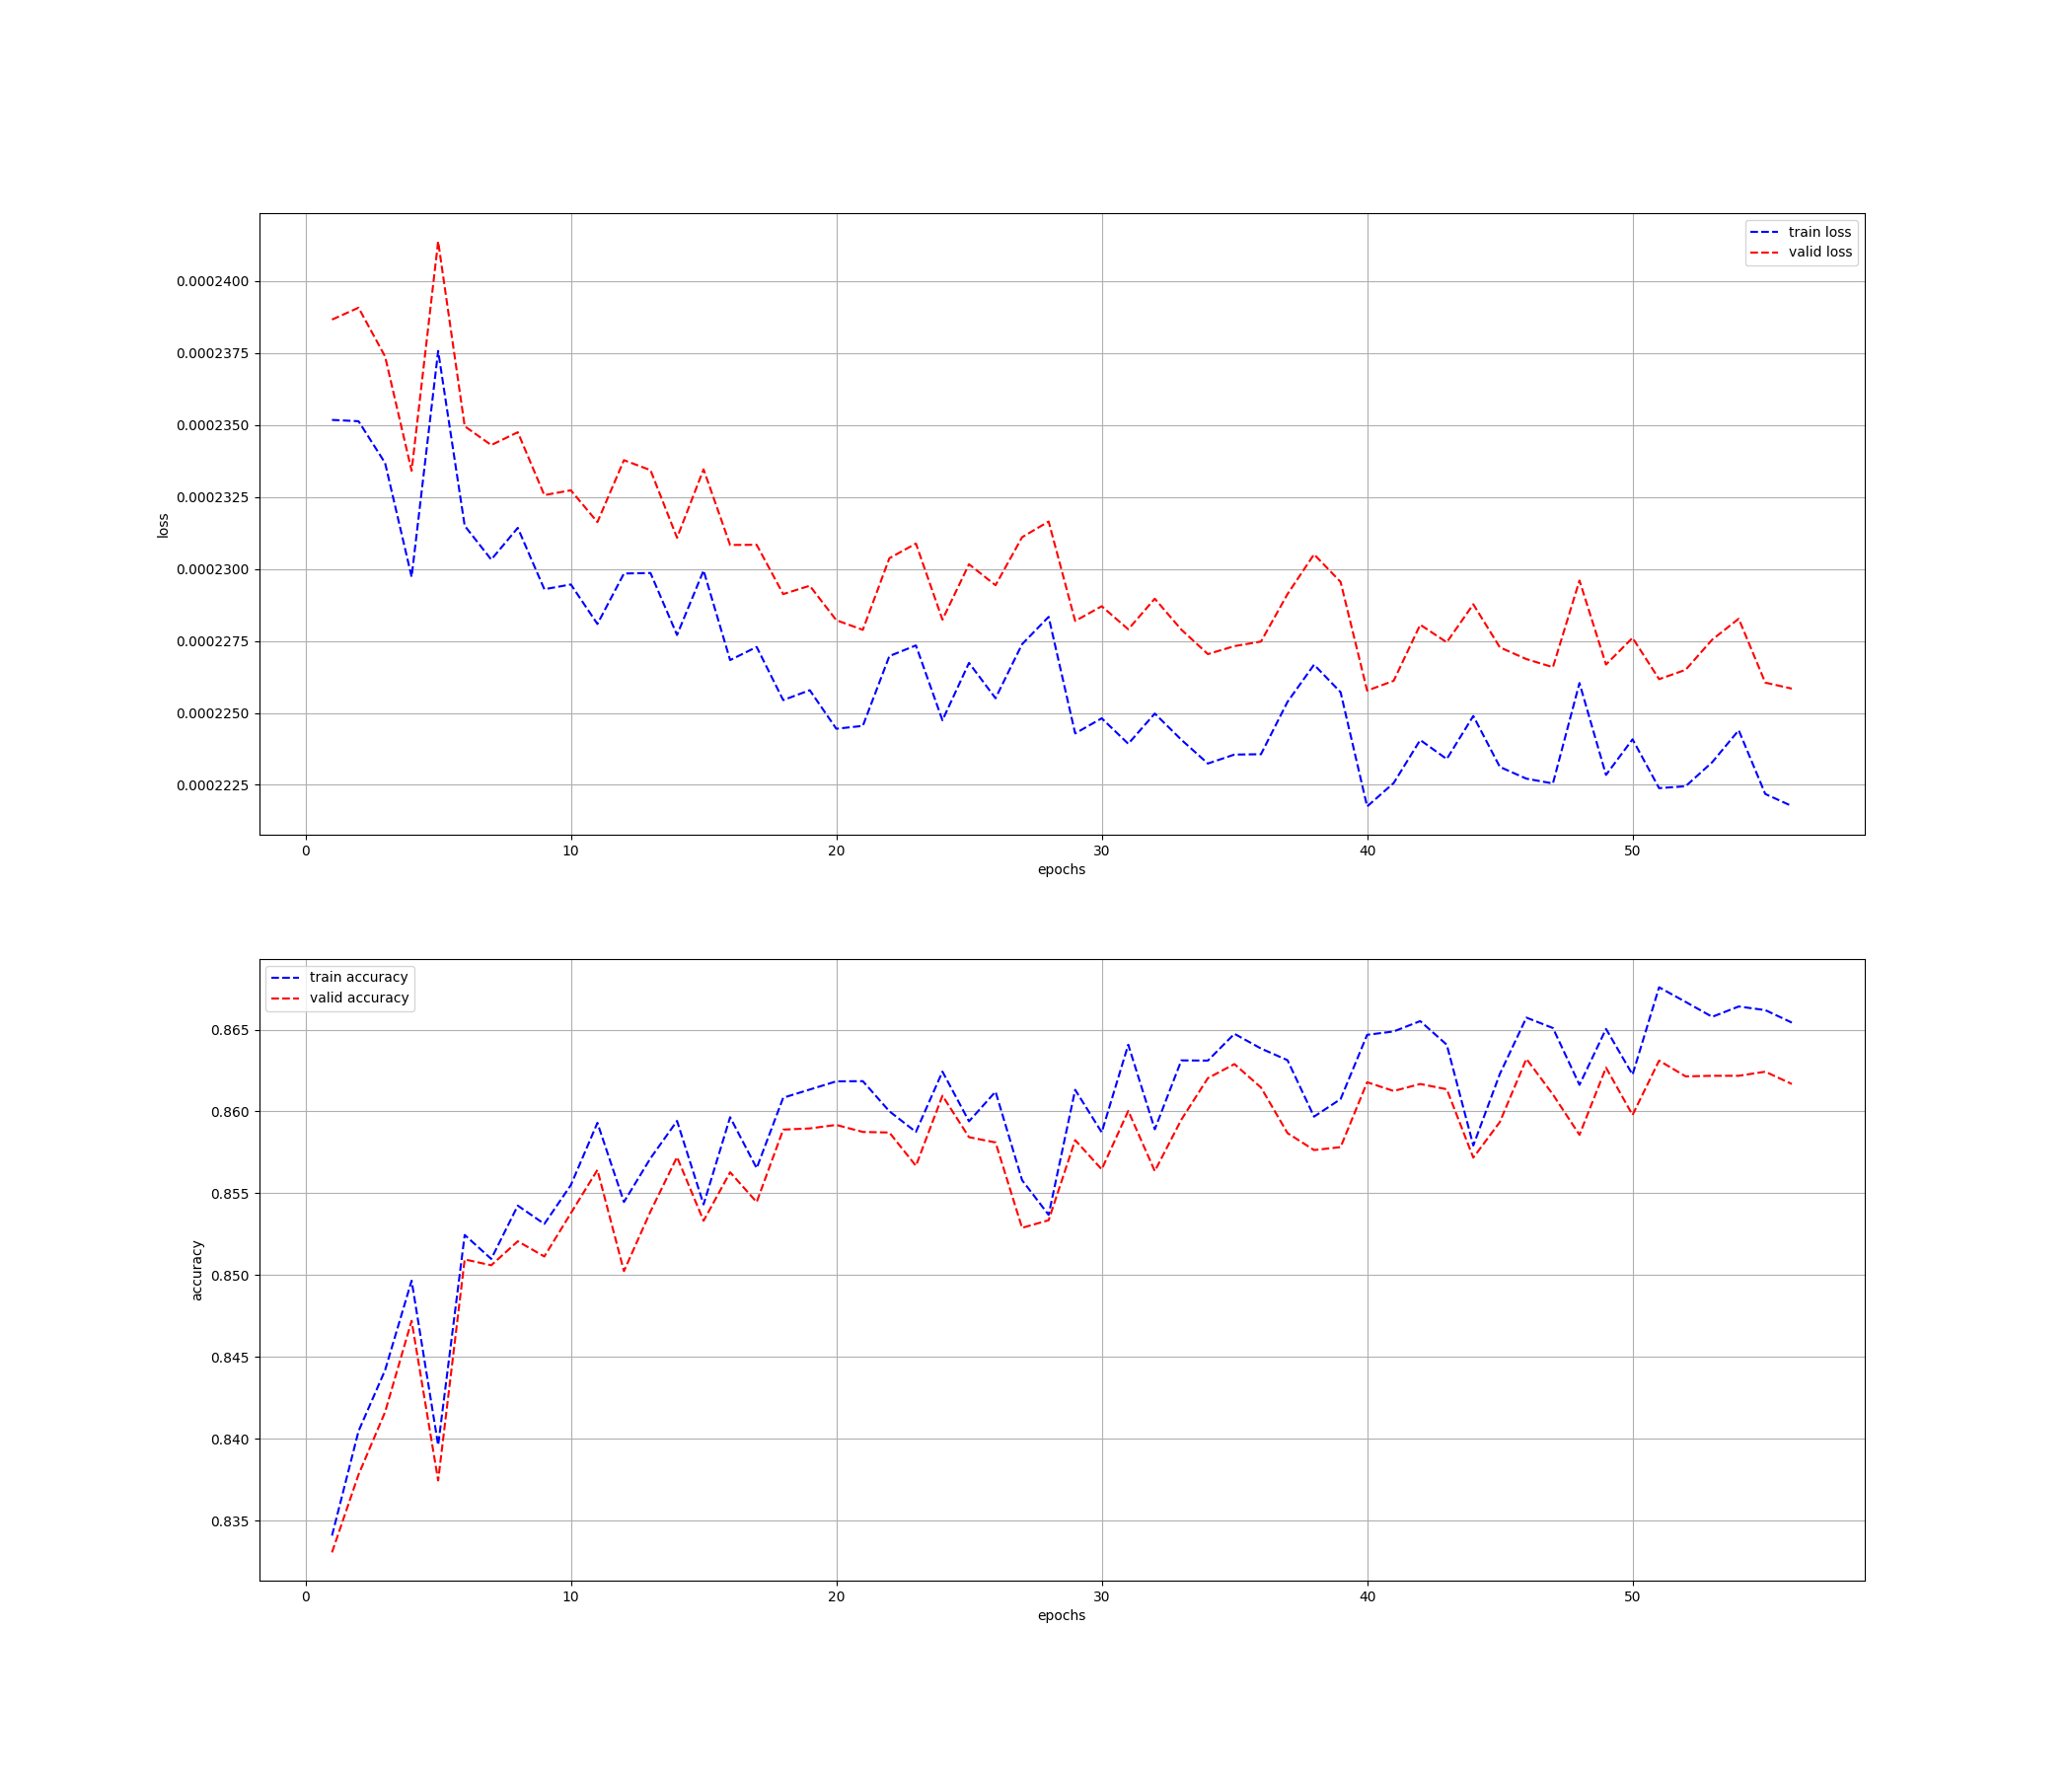 train loss
valid loss
0.0002400
0.0002375
0.0002350
0.0002325
0.0002300
0.0002275
0.0002250
0.0002225
loss
0 10 20 30 40 50
epochs
train accuracy
valid accuracy
0.865
0.860
0.855
0.850
0.845
0.840
0.835
accuracy
0 10 20 30 40 50
epochs